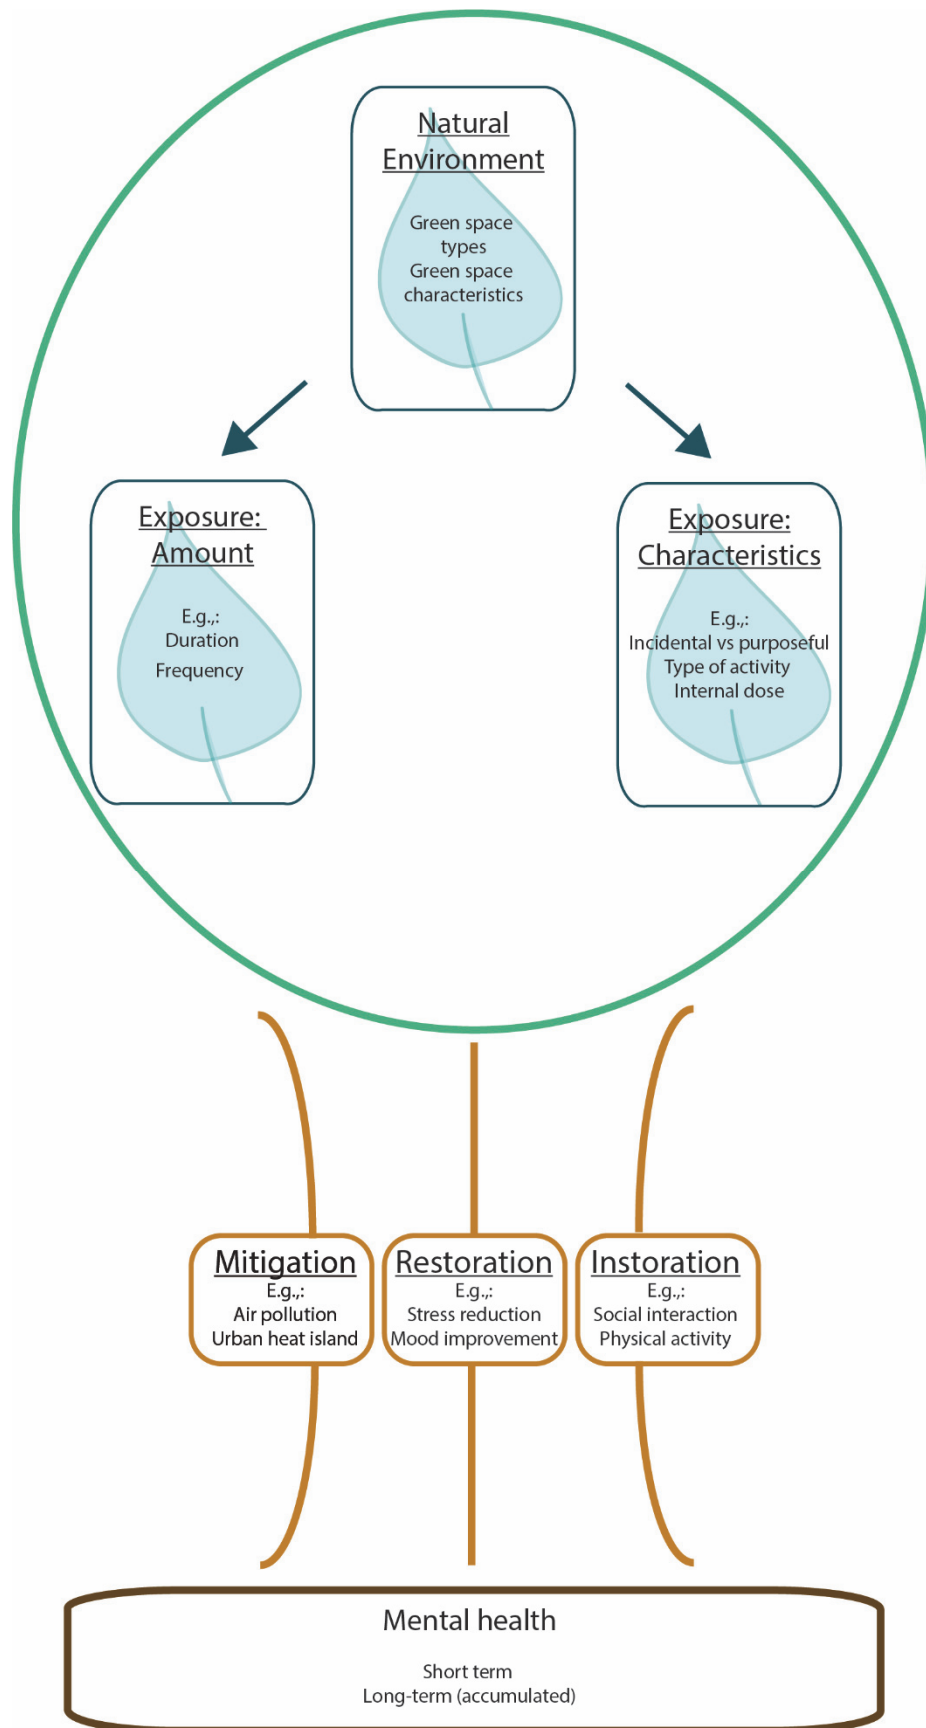 Natural
Environment
Green space
types
Green space
characteristics
Exposure:
Amount
E.g.,:
Duration
Frequency
Exposure:
Characteristics
E.g.,:
Incidental vs purposeful
Type of activity
Internal dose
Mitigation
E.g.,:
Air pollution
Urban heat island
Restoration
E.g.,:
Stress reduction
Mood improvement
Instoration
E.g.,:
Social interaction
Physical activity
Mental health
Short term
Long-term (accumulated)